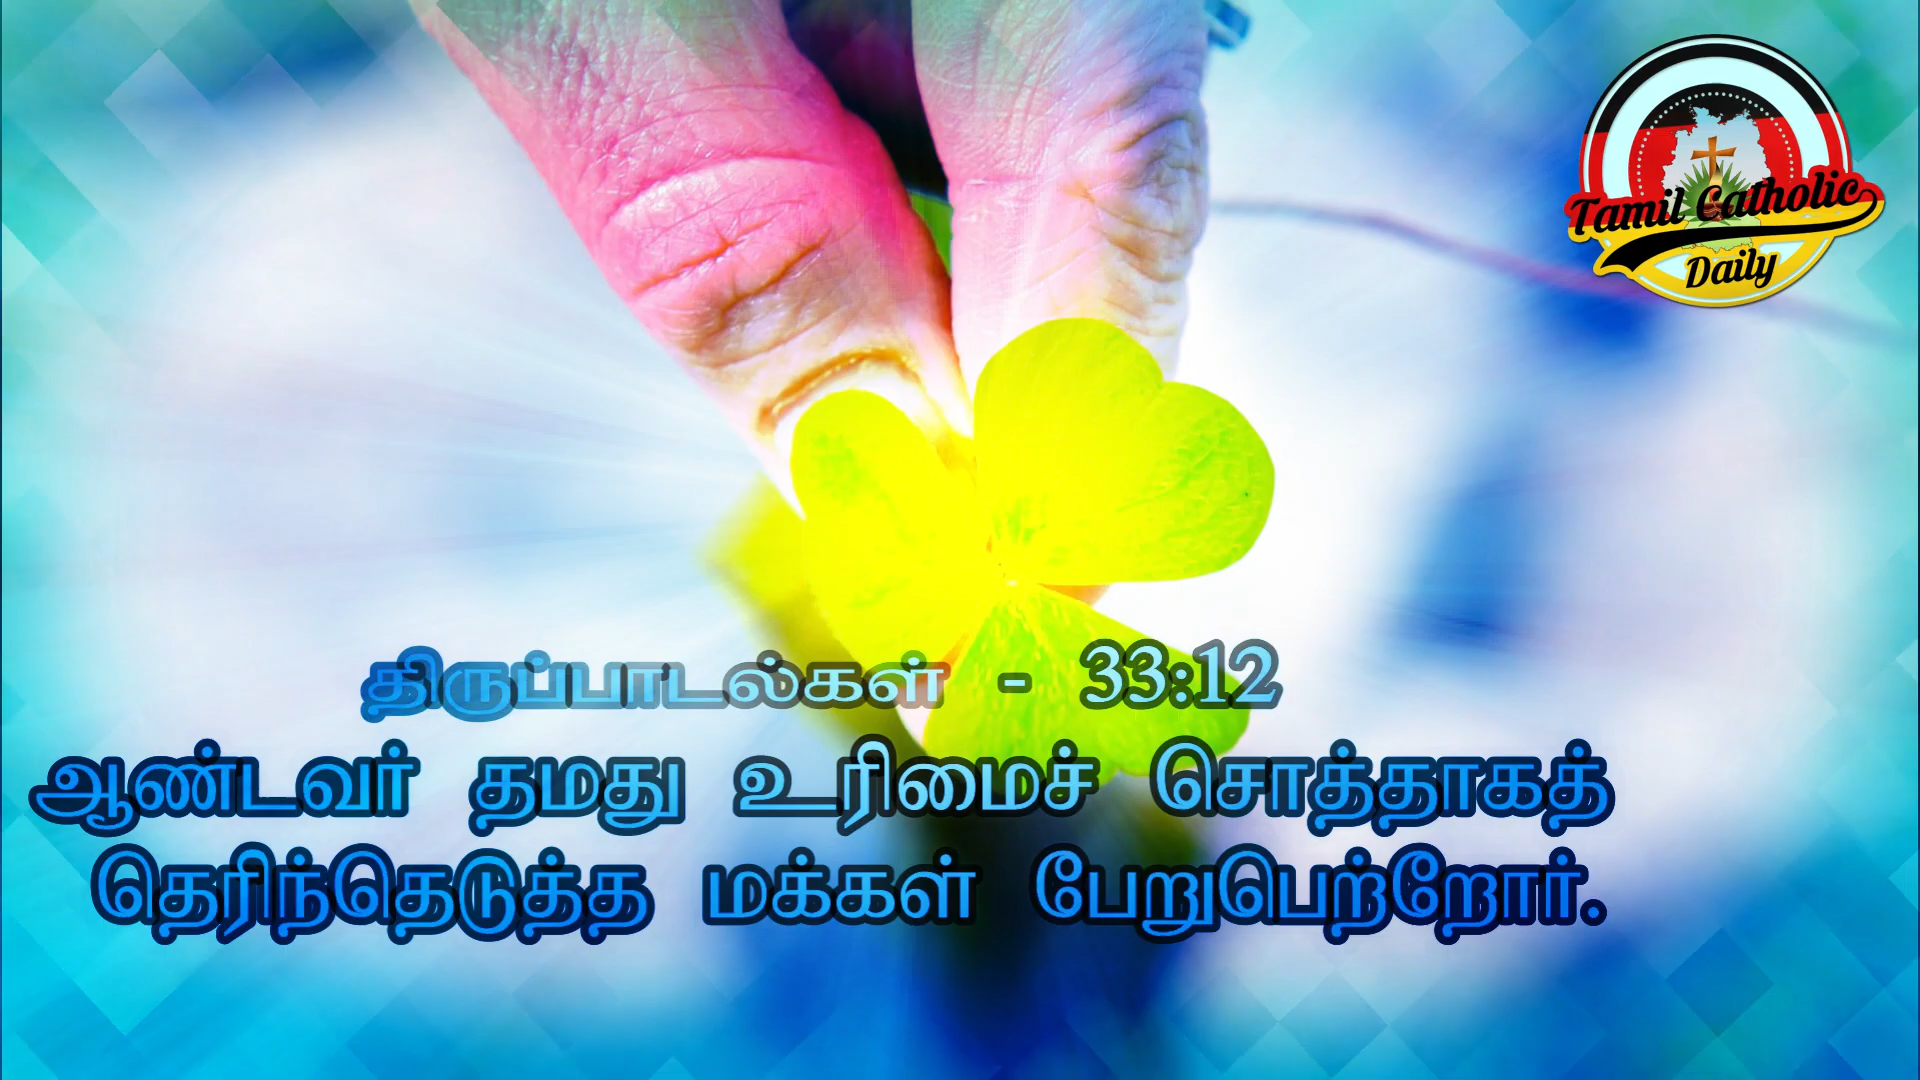 Tamil Catholic
Daily
திருப்பாடல்கள் - 33:12
ஆண்டவர் தமது உரிமைச் சொத்தாகத்
தெரிந்தெடுத்த மக்கள் பேறுபெற்றோர்.